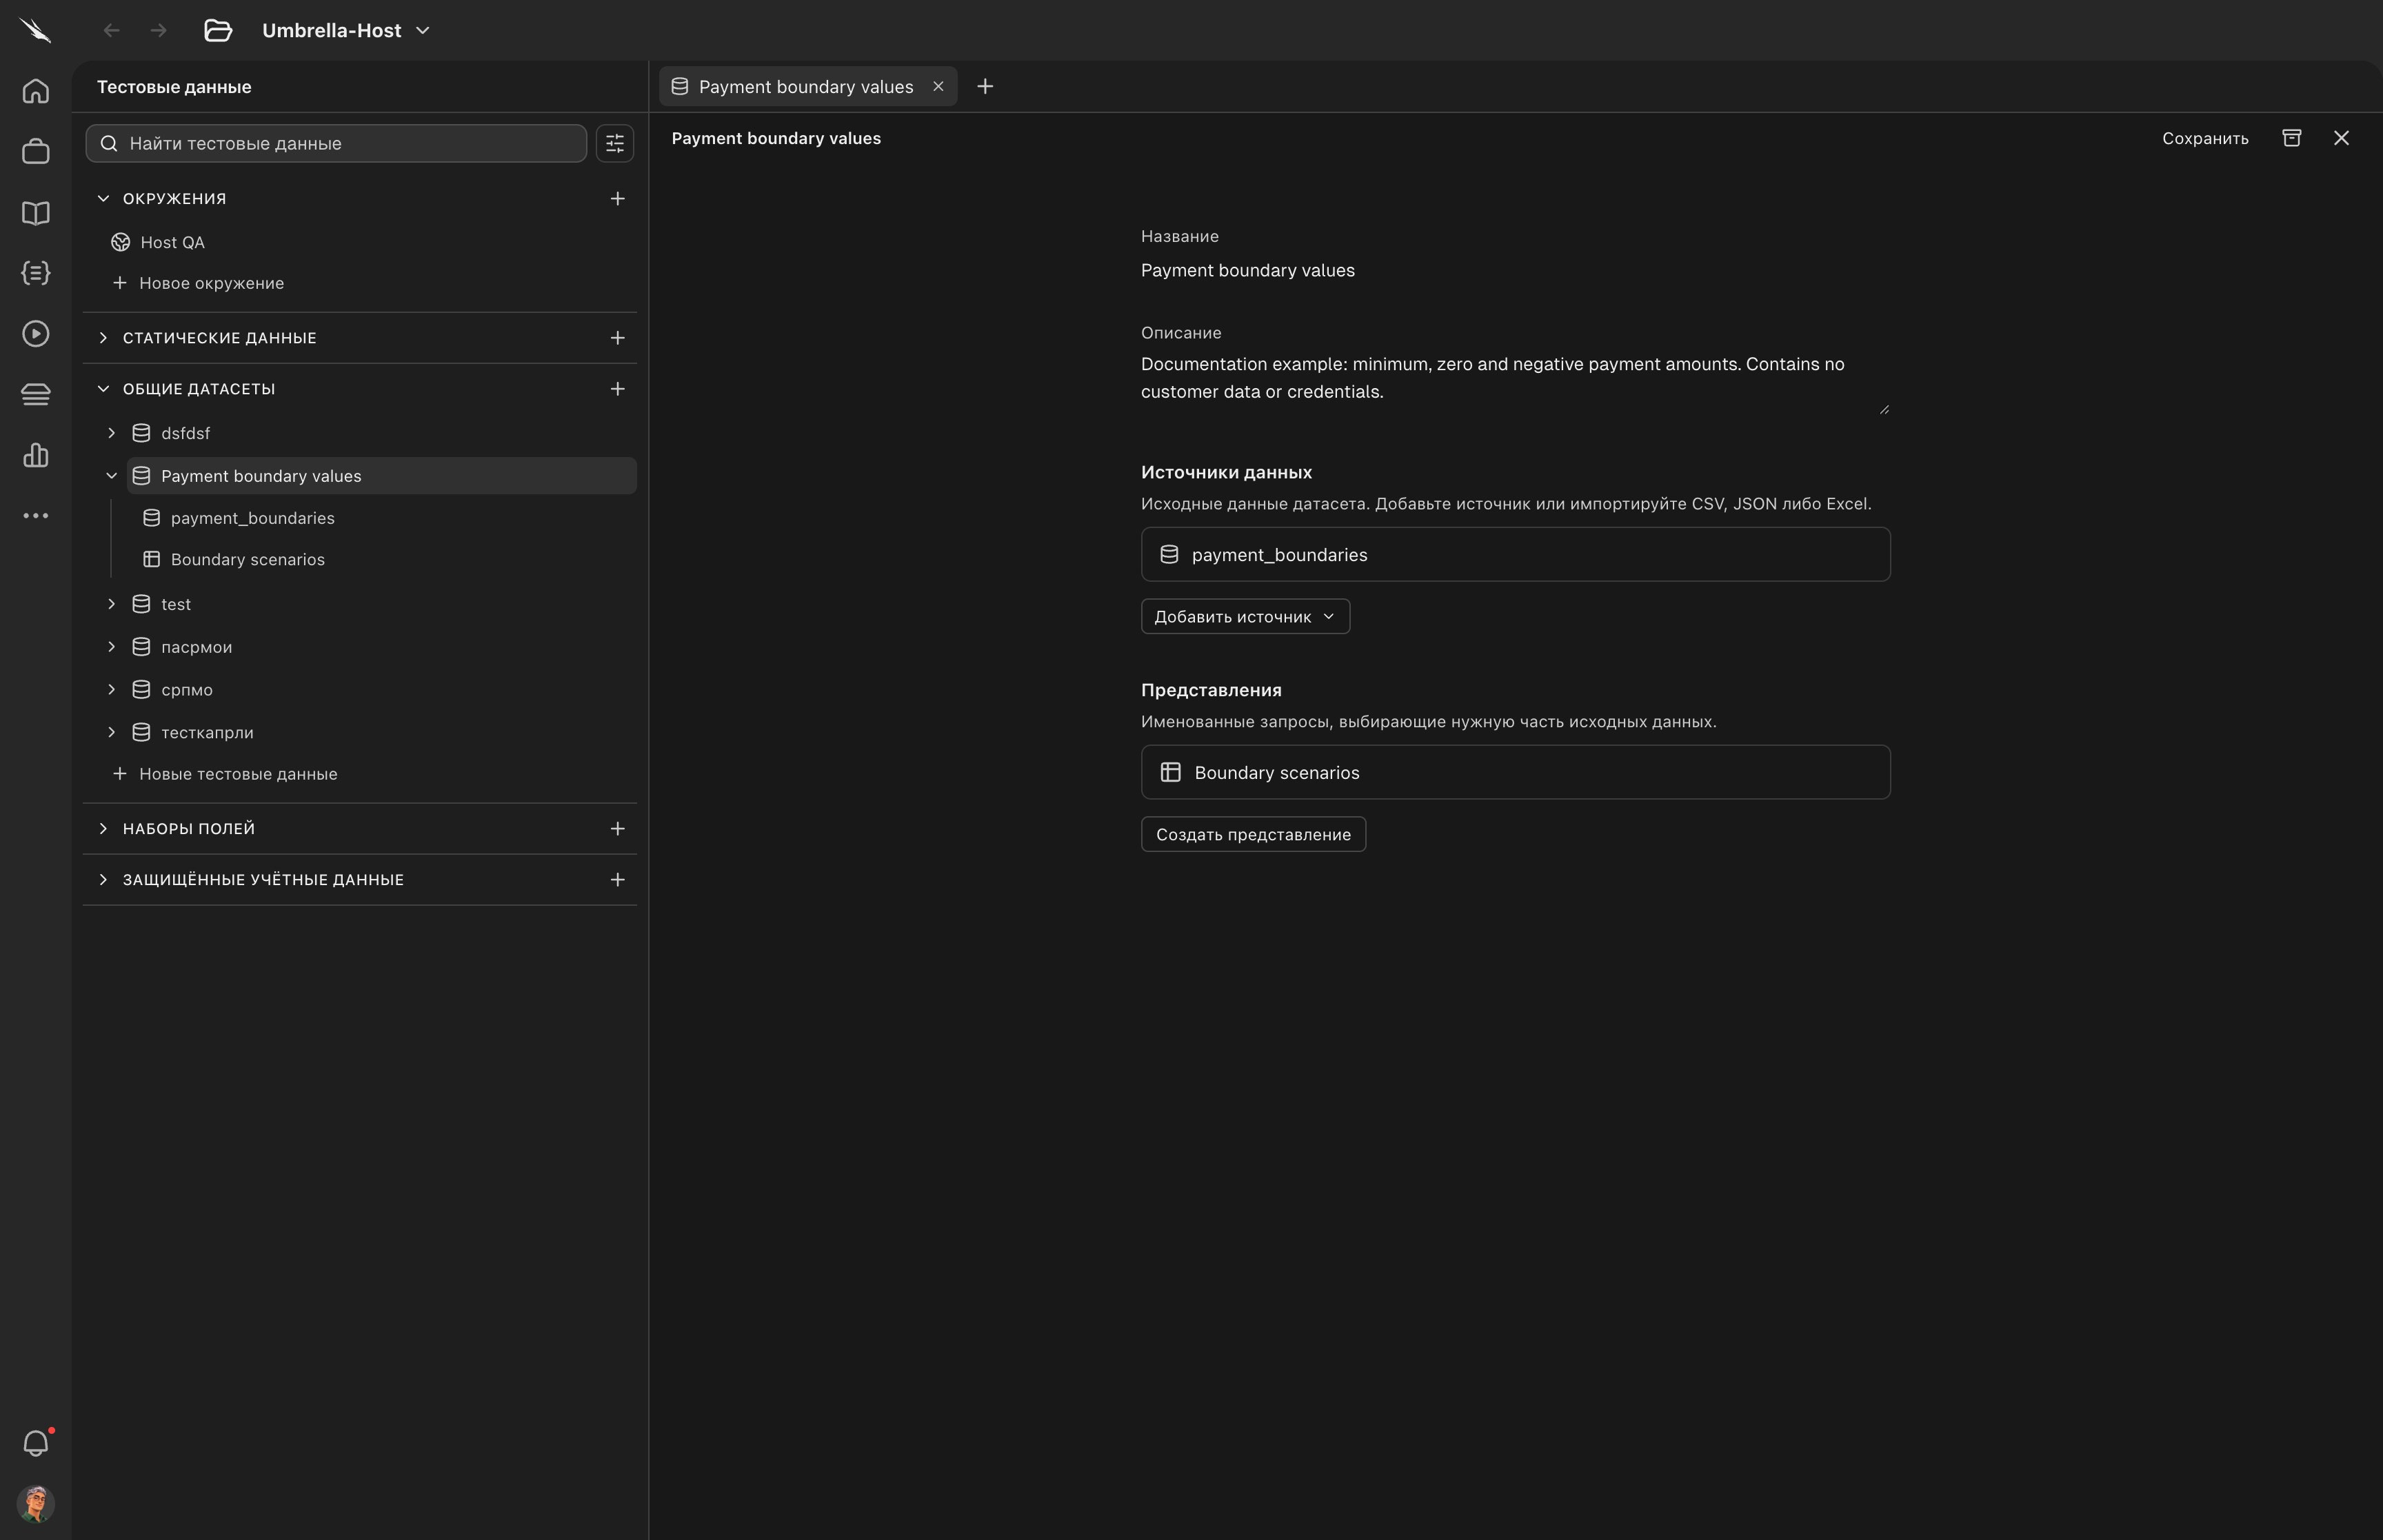 Umbrella-Host
Тестовые данные
Найти тестовые данные
ОКРУЖЕНИЯ
Host QA
Новое окружение
СТАТИЧЕСКИЕ ДАННЫЕ
ОБЩИЕ ДАТАСЕТЫ
dsfdsf
Payment boundary values
payment_boundaries
Boundary scenarios
test
пасрмои
српмо
тесткапрли
Новые тестовые данные
НАБОРЫ ПОЛЕЙ
ЗАЩИЩЁННЫЕ УЧЁТНЫЕ ДАННЫЕ
Payment boundary values
Payment boundary values
Сохранить
Название
Payment boundary values
Описание
Documentation example: minimum, zero and negative payment amounts. Contains no
customer data or credentials.
Источники данных
Исходные данные датасета. Добавьте источник или импортируйте CSV, JSON либо Excel.
payment_boundaries
Добавить источник
Представления
Именованные запросы, выбирающие нужную часть исходных данных.
Boundary scenarios
Создать представление